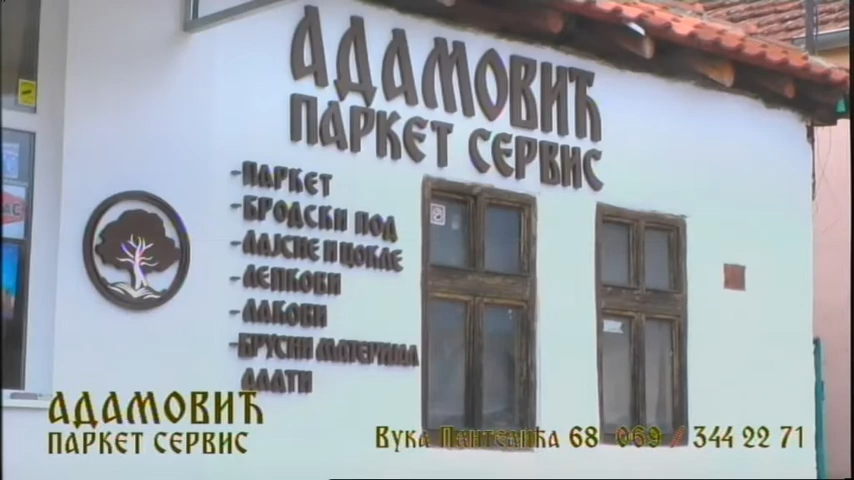 АДАМОВИЋ
ПАРКЕТ СЕРВИС
-ПАРКЕТ
-БРОДСКИ ПОД
-ЛАЈСНЕ И ЦОКЛЕ
-ЛЕПКОВИ
-ЛАКОВИ
-БРУСНИ МАТЕРИЈАЛ
АЛАТИ
АДАМОВИЋ
ПАРКЕТ СЕРВИС
Вука Пантелића 68 069 / 344 22 71